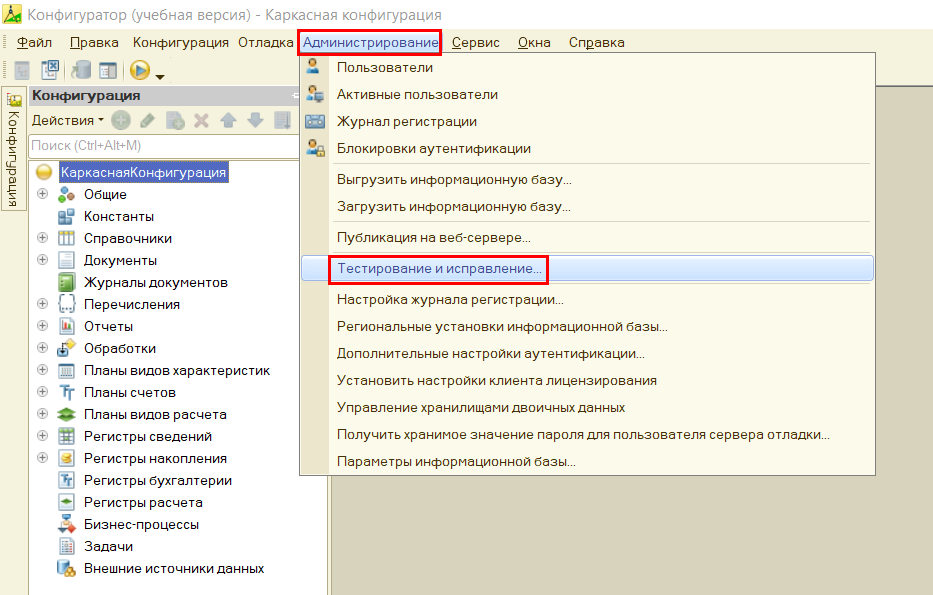 Конфигуратор (учебная версия) - Каркасная конфигурация
Файл Правка Конфигурация Отладка Администрирование Сервис Окна Справка
Конфигурация
Действия
Поиск (Ctrl+Alt+M)
Конфигурация
КаркаснаяКонфигурация
Общие
Константы
Справочники
Документы
Журналы документов
Перечисления
Отчеты
Обработки
Планы видов характеристик
Планы счетов
Планы видов расчета
Регистры сведений
Регистры накопления
Регистры бухгалтерии
Регистры расчета
Бизнес-процессы
Задачи
Внешние источники данных
Пользователи
Активные пользователи
Журнал регистрации
Блокировки аутентификации
Выгрузить информационную базу...
Загрузить информационную базу...
Публикация на веб-сервере...
Тестирование и исправление...
Настройка журнала регистрации...
Региональные установки информационной базы...
Дополнительные настройки аутентификации...
Установить настройки клиента лицензирования
Управление хранилищами двоичных данных
Получить хранимое значение пароля для пользователя сервера отладки...
Параметры информационной базы...